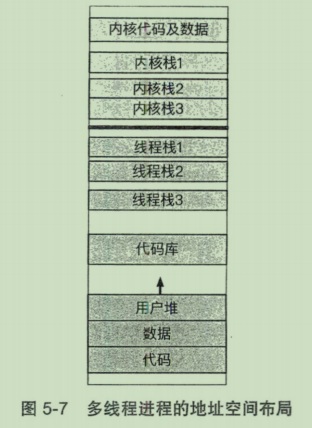 内核代码及数据
内核栈1
内核栈2
内核栈3
线程栈1
线程栈2
线程栈3
代码库
用户堆
数据
代码
图 5-7 多线程进程的地址空间布局